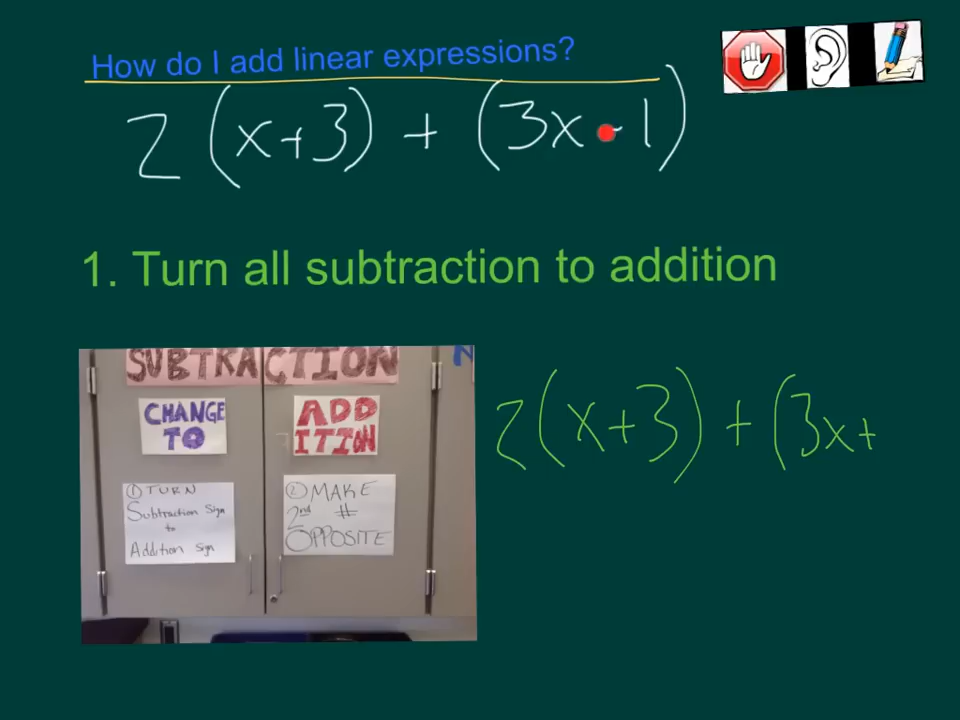 How do I add linear expressions?
2 (x+3) + (3x - 1)
1. Turn all subtraction to addition
SUBTRACTION
CHANGE TO
ADDITION
① TURN
Subtraction Sign
to
Addition Sign
② MAKE
2nd #
OPPOSITE
2(x+3) + (3x+